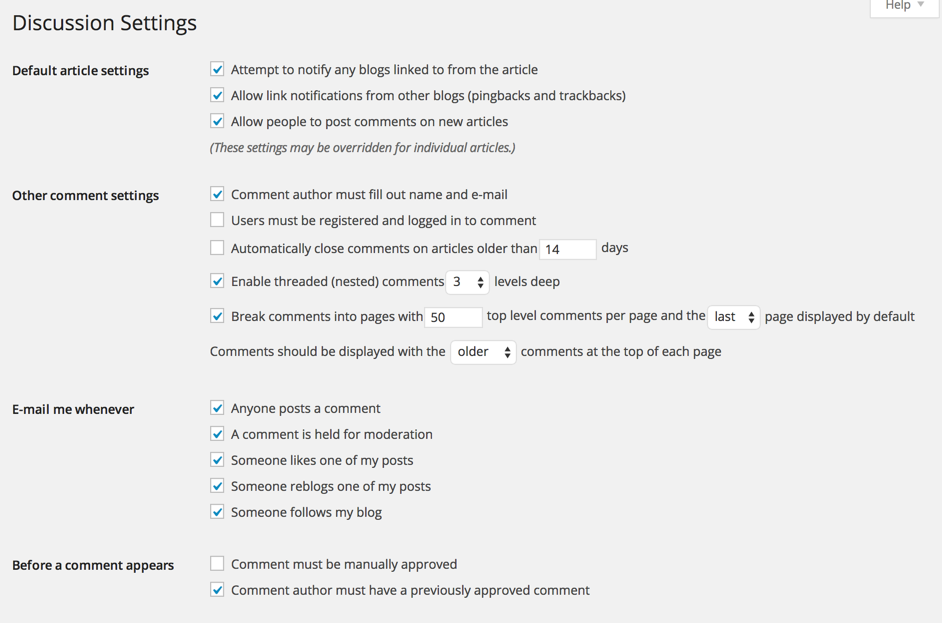 Help
Discussion Settings
Default article settings
Attempt to notify any blogs linked to from the article
Allow link notifications from other blogs (pingbacks and trackbacks)
Allow people to post comments on new articles
(These settings may be overridden for individual articles.)
Other comment settings
Comment author must fill out name and e-mail
Users must be registered and logged in to comment
Automatically close comments on articles older than 14 days
Enable threaded (nested) comments 3 levels deep
Break comments into pages with 50 top level comments per page and the last page displayed by default
Comments should be displayed with the older comments at the top of each page
E-mail me whenever
Anyone posts a comment
A comment is held for moderation
Someone likes one of my posts
Someone reblogs one of my posts
Someone follows my blog
Before a comment appears
Comment must be manually approved
Comment author must have a previously approved comment